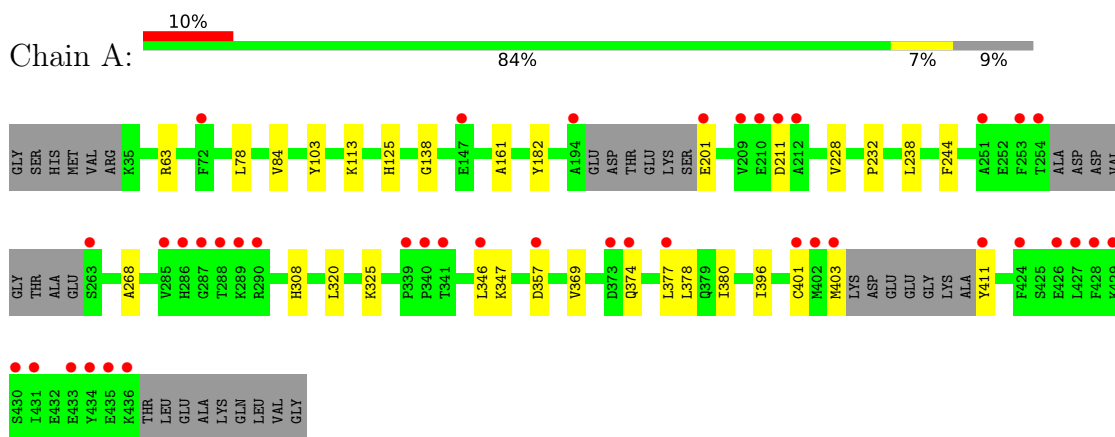 10%
Chain A:
84% 7% 9%
GLY SER HIS MET VAL ARG K35 R63 F72 L78 V84 Y103 K113 H125 G138 E147 A161 Y182 A194 GLU ASP THR GLU LYS SER E201 V209 E210 D211 A212 V228 P232 L238 F244 A251 E252 F253 T254 ALA ASP ASP VAL
GLY THR ALA GLU S263 A268 V285 H286 G287 T288 K289 R290 H308 L320 K325 P339 P340 T341 L346 K347 D357 V369 D373 Q374 L377 L378 Q379 I380 I396 C401 M402 M403 LYS ASP GLU GLU GLY LYS ALA Y411 F424 S425 E426 L427 F428 K429
S430 I431 E432 E433 Y434 E435 K436 THR LEU GLU ALA LYS GLN LEU VAL GLY